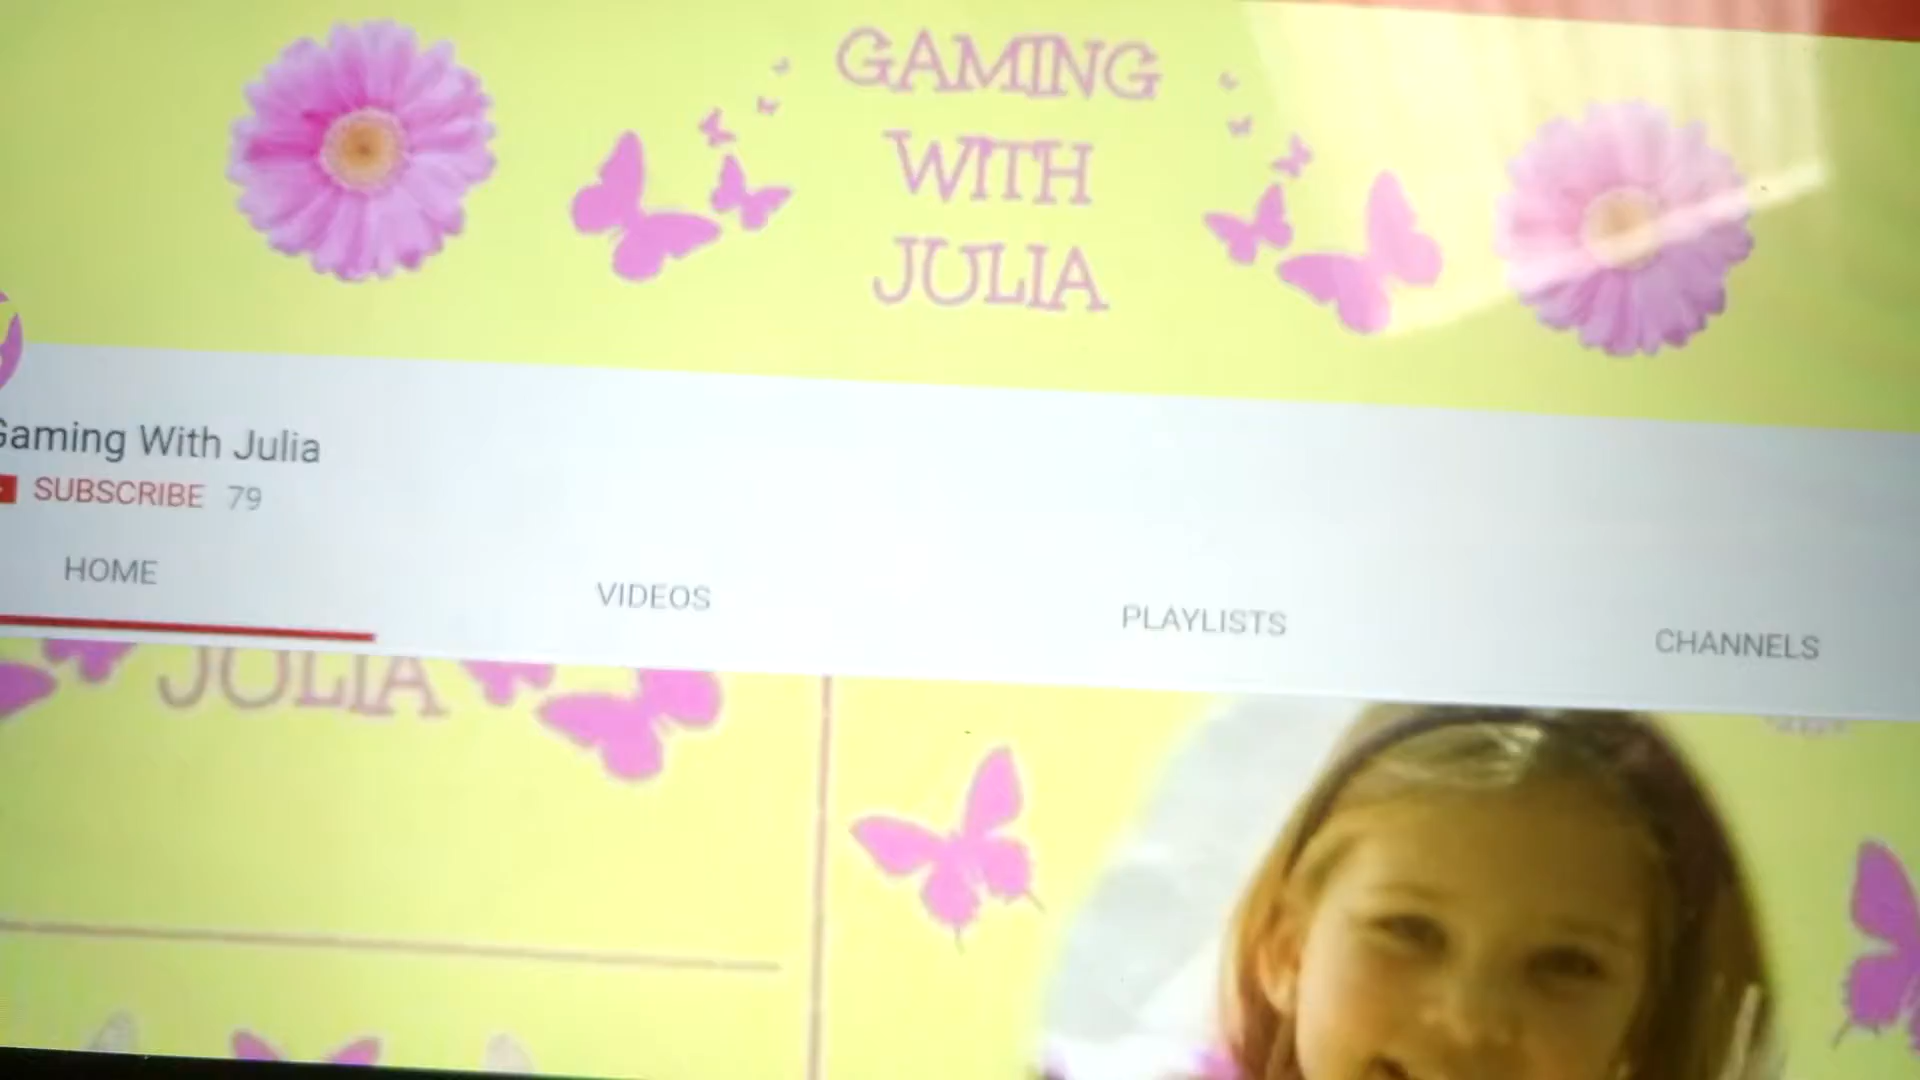 GAMING
WITH
JULIA
Gaming With Julia
SUBSCRIBE 79
HOME
VIDEOS
PLAYLISTS
CHANNELS
JULIA